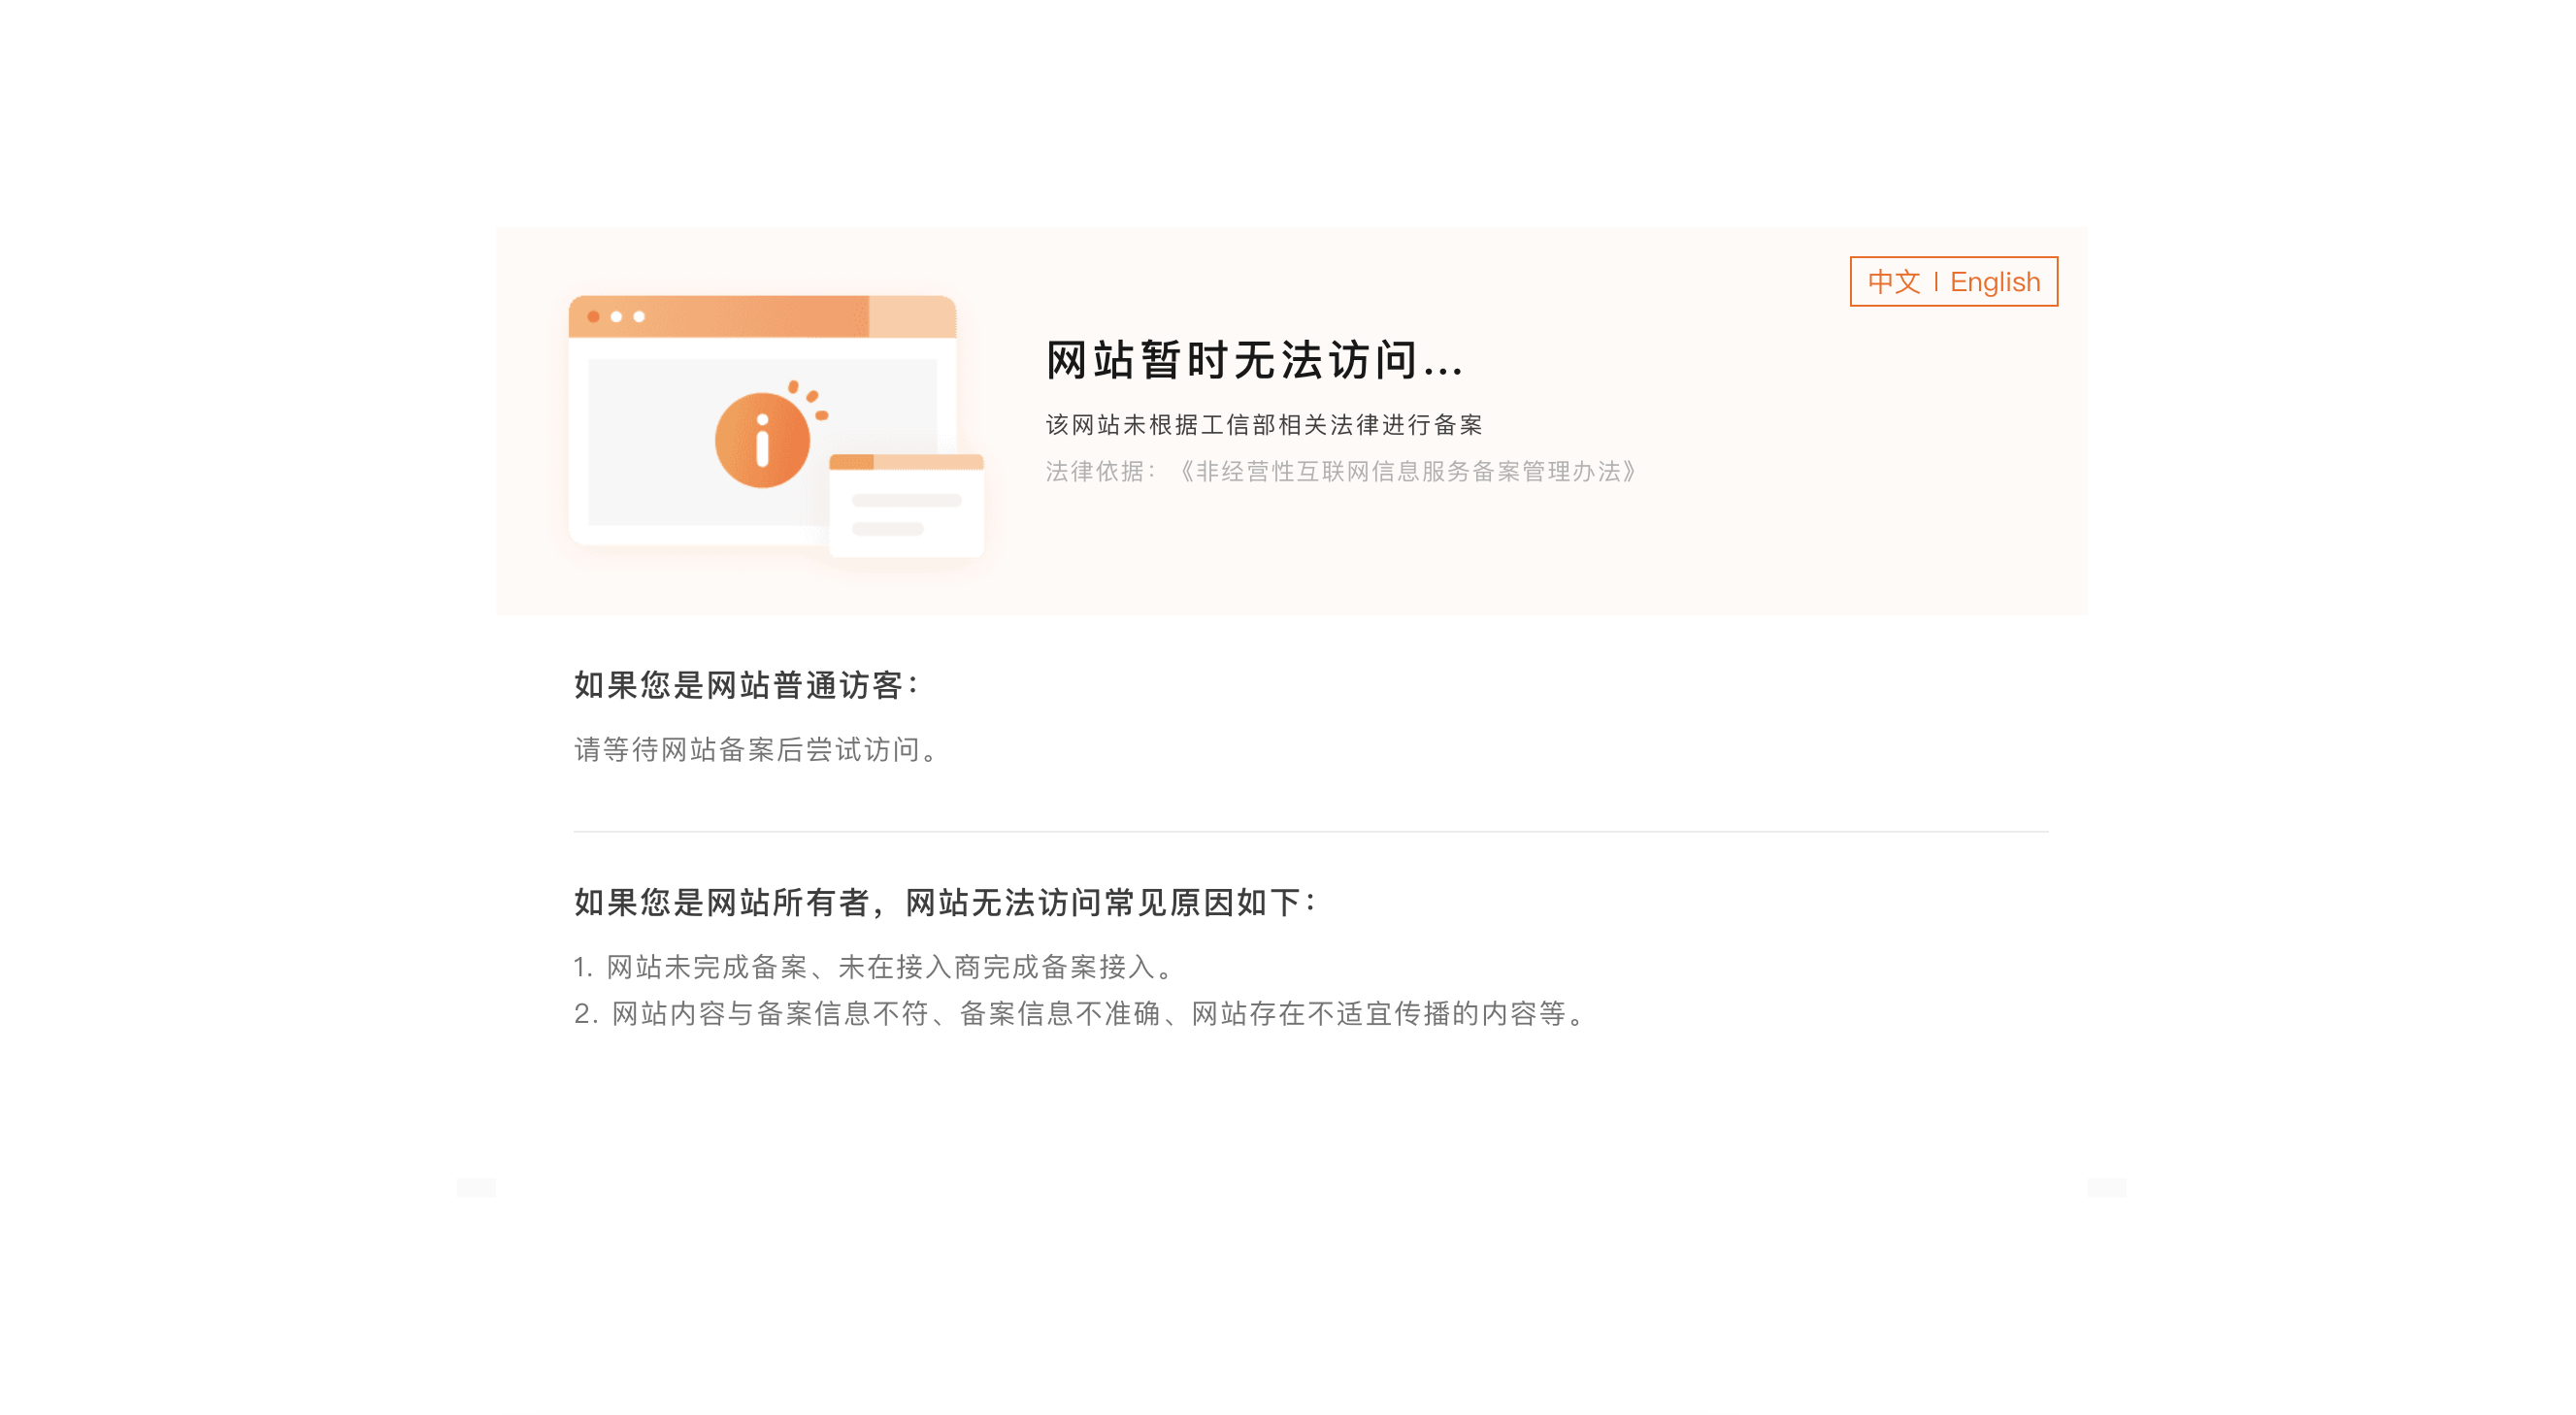 中文 | English
网站暂时无法访问...
该网站未根据工信部相关法律进行备案
法律依据：《非经营性互联网信息服务备案管理办法》
如果您是网站普通访客：
请等待网站备案后尝试访问。
如果您是网站所有者，网站无法访问常见原因如下：
1. 网站未完成备案、未在接入商完成备案接入。
2. 网站内容与备案信息不符、备案信息不准确、网站存在不适宜传播的内容等。